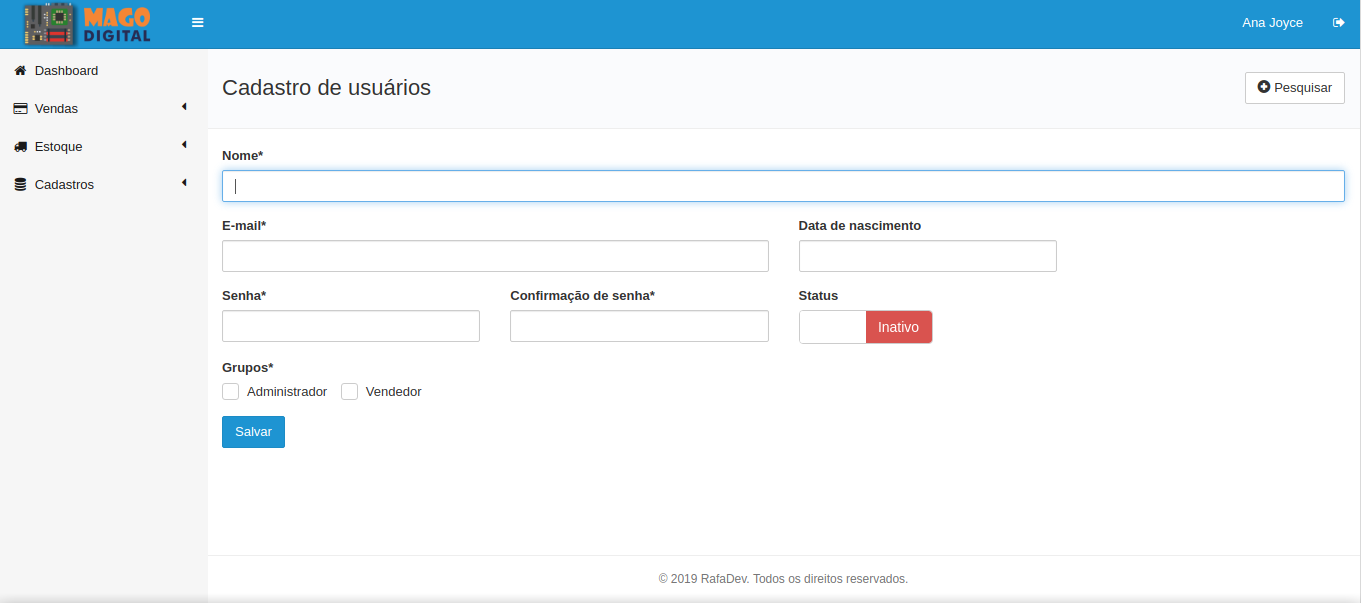 MAGO
DIGITAL
Ana Joyce
Dashboard
Vendas
Estoque
Cadastros
Cadastro de usuários
Pesquisar
Nome*
E-mail*
Data de nascimento
Senha*
Confirmação de senha*
Status
Inativo
Grupos*
Administrador
Vendedor
Salvar
© 2019 RafaDev. Todos os direitos reservados.